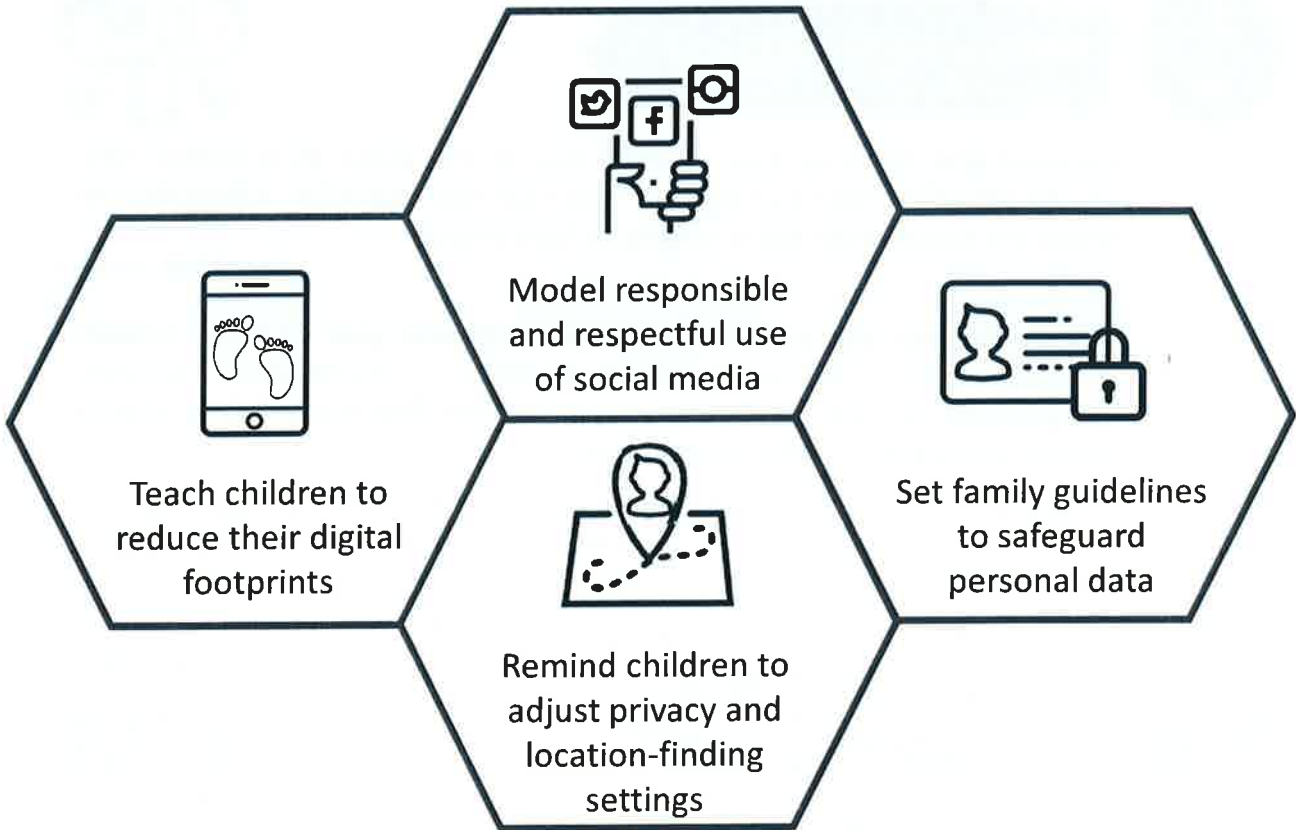 Model responsible
and respectful use
of social media
Teach children to
reduce their digital
footprints
Set family guidelines
to safeguard
personal data
Remind children to
adjust privacy and
location-finding
settings